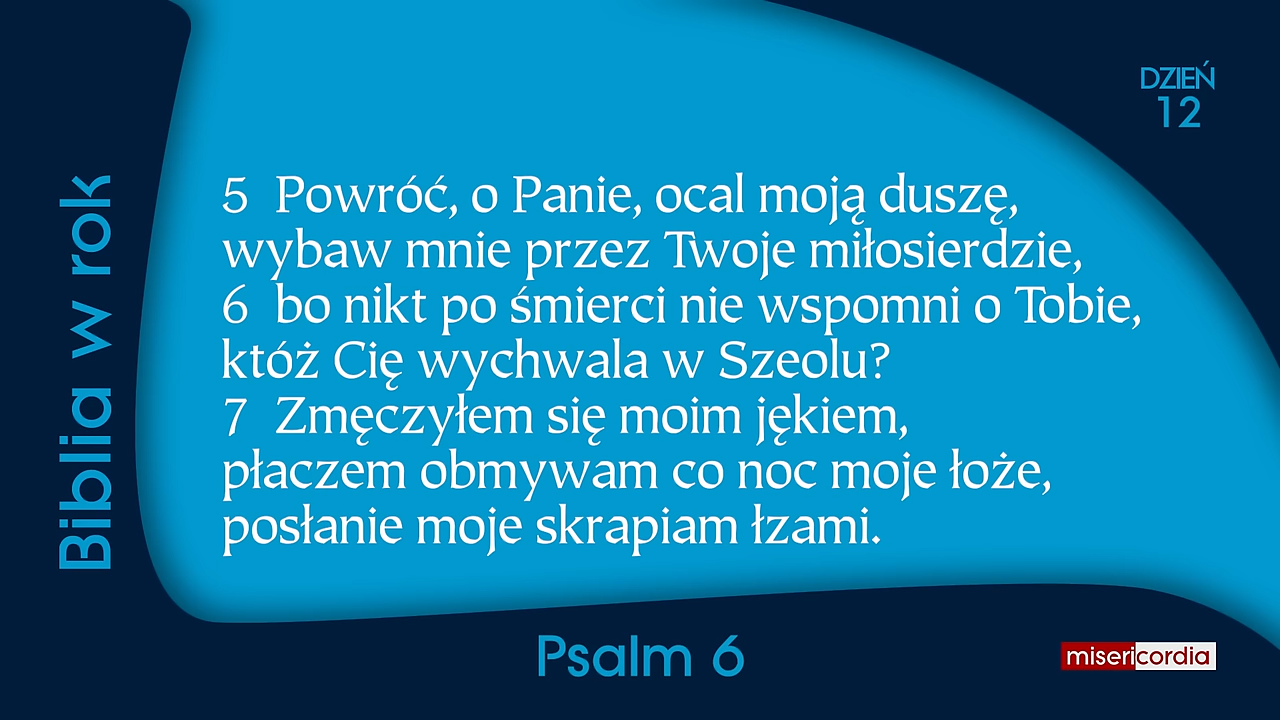 DZIEŃ
12
Biblia w rok
5 Powróć, o Panie, ocal moją duszę,
wybaw mnie przez Twoje miłosierdzie,
6 bo nikt po śmierci nie wspomni o Tobie,
któż Cię wychwala w Szeolu?
7 Zmęczyłem się moim jękiem,
płaczem obmywam co noc moje łoże,
posłanie moje skrapiam łzami.
Psalm 6
misericordia